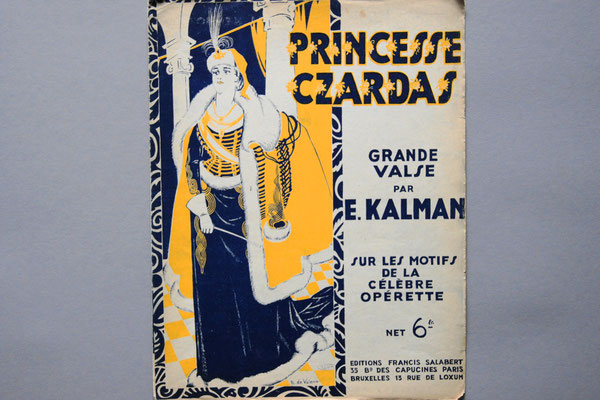 PRINCESSE
CZARDAS
GRANDE
VALSE
PAR
E. KALMAN
SUR LES MOTIFS
DE LA
CÉLÈBRE
OPÉRETTE
NET 6 fr
EDITIONS FRANCIS SALABERT
35 Bd DES CAPUCINES PARIS
BRUXELLES 13 RUE DE LOXUM